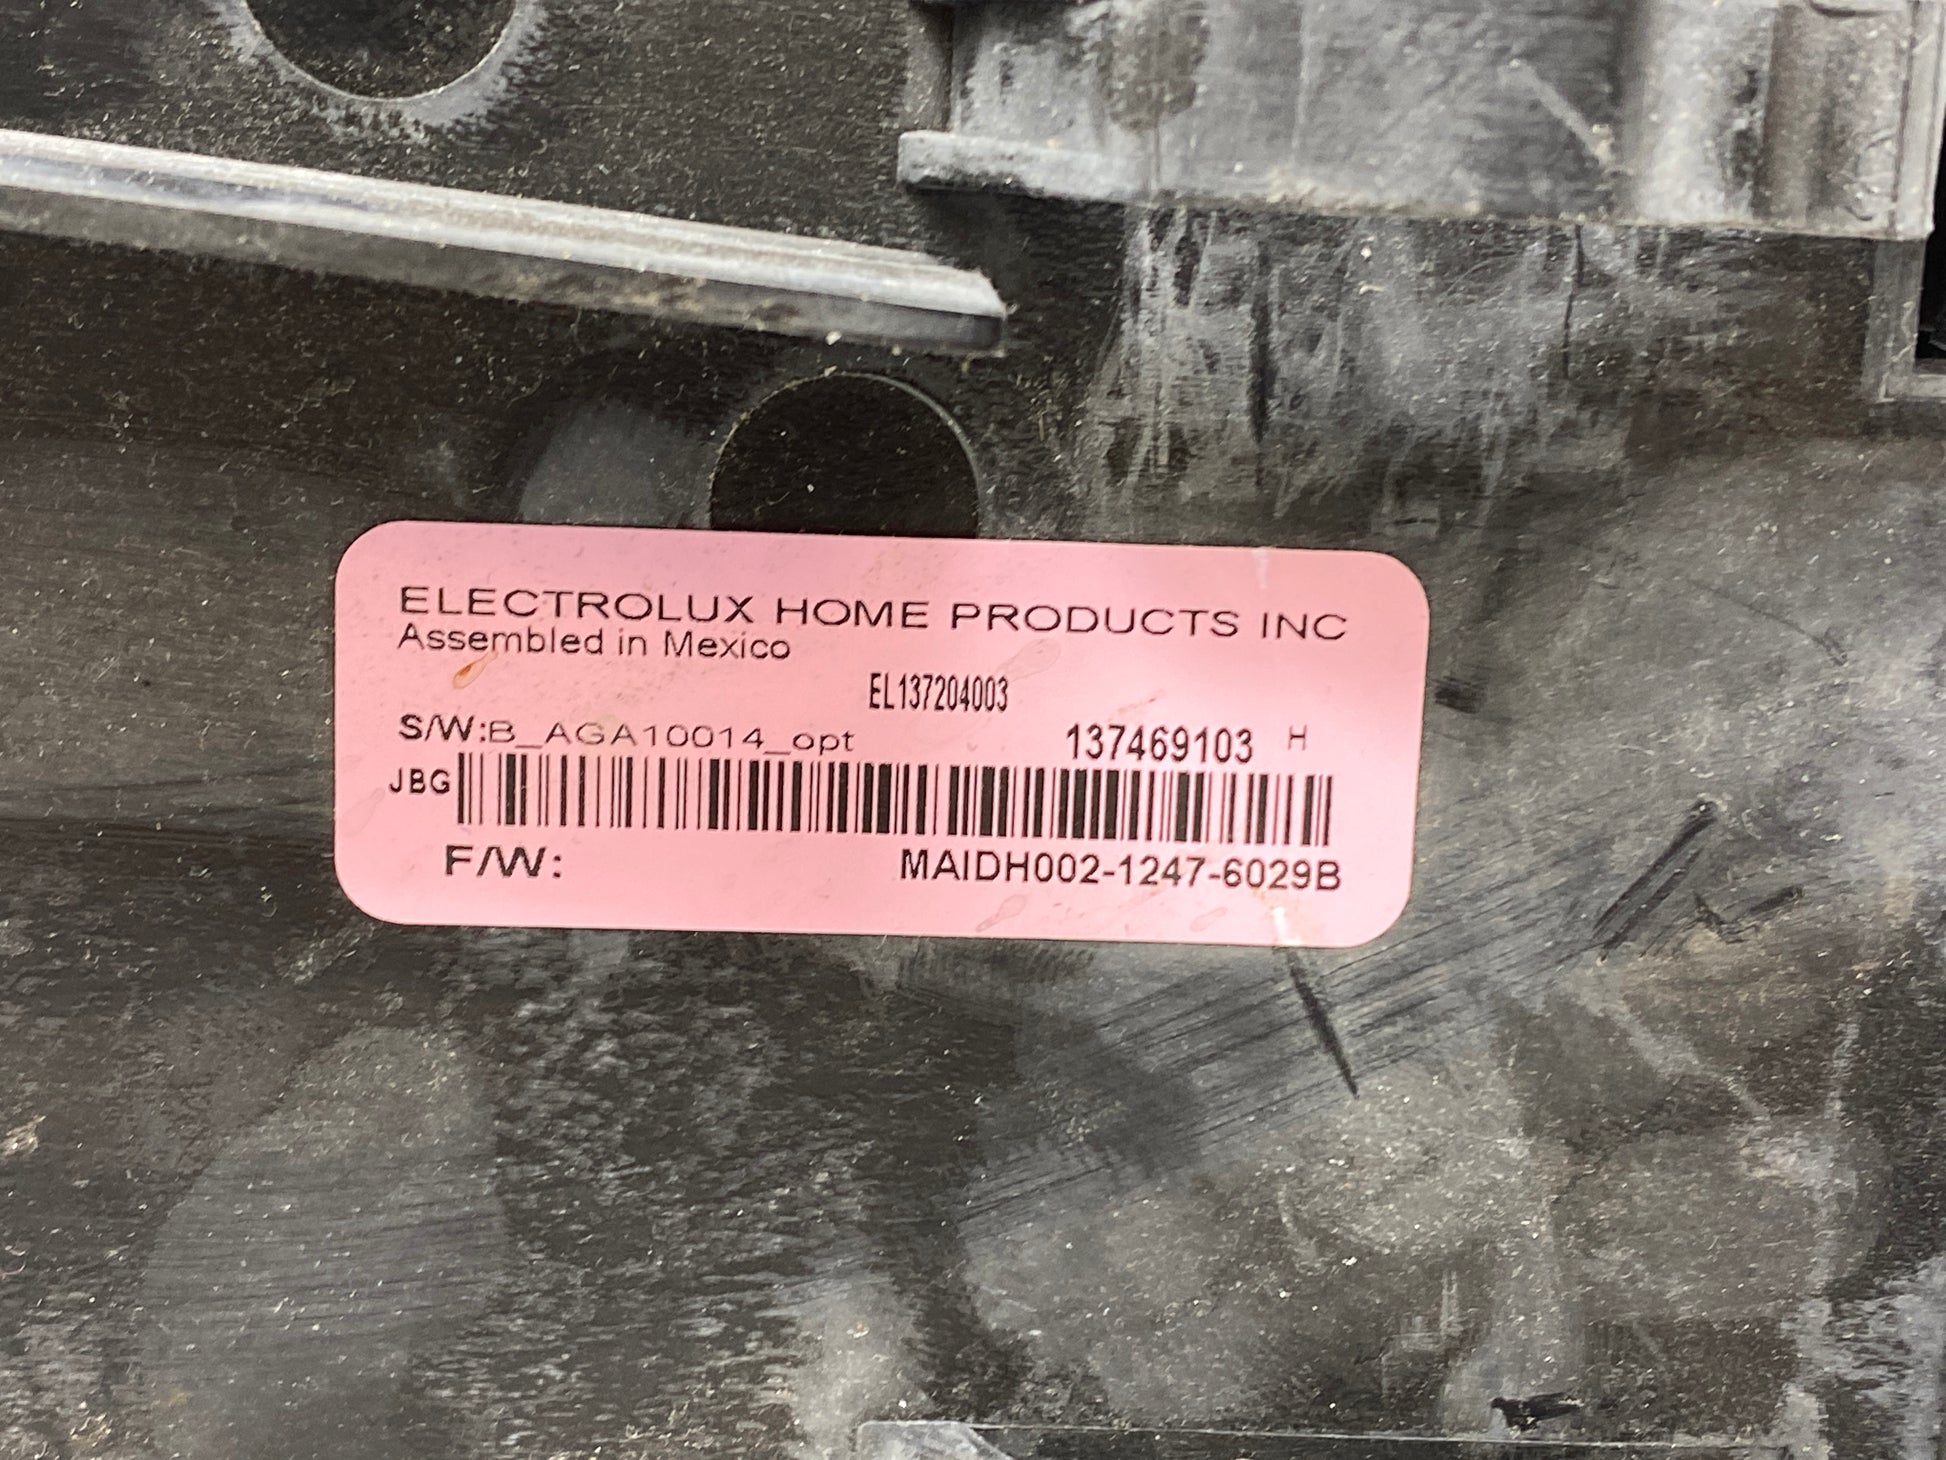 ELECTROLUX HOME PRODUCTS INC
Assembled in Mexico
EL137204003
S/W:B_AGA10014_opt 137469103 H
JBG
F/W: MAIDH002-1247-6029B